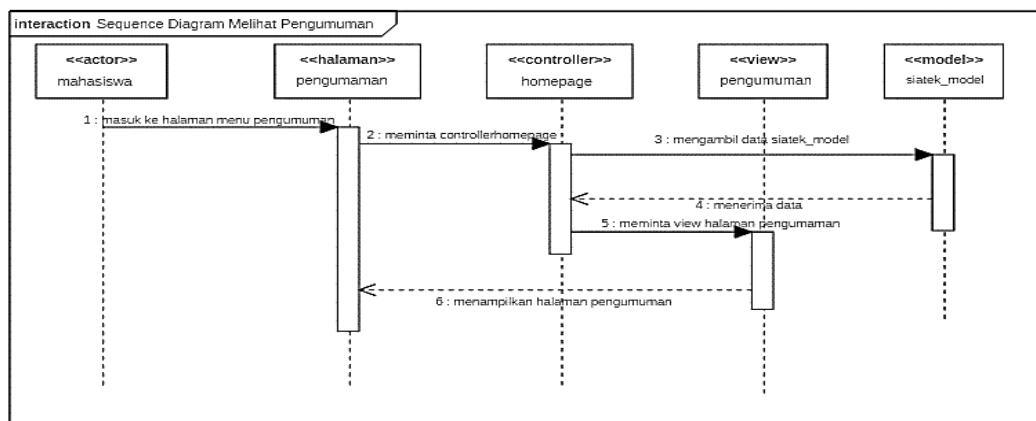 interaction Sequence Diagram Melihat Pengumuman
<<actor>>
mahasiswa
<<halaman>>
pengumaman
<<controller>>
homepage
<<view>>
pengumuman
<<model>>
siatek_model
1 : masuk ke halaman menu pengumuman
2 : meminta controllerhomepage
3 : mengambil data siatek_model
4 : menerima data
5 : meminta view halaman pengumaman
6 : menampilkan halaman pengumuman